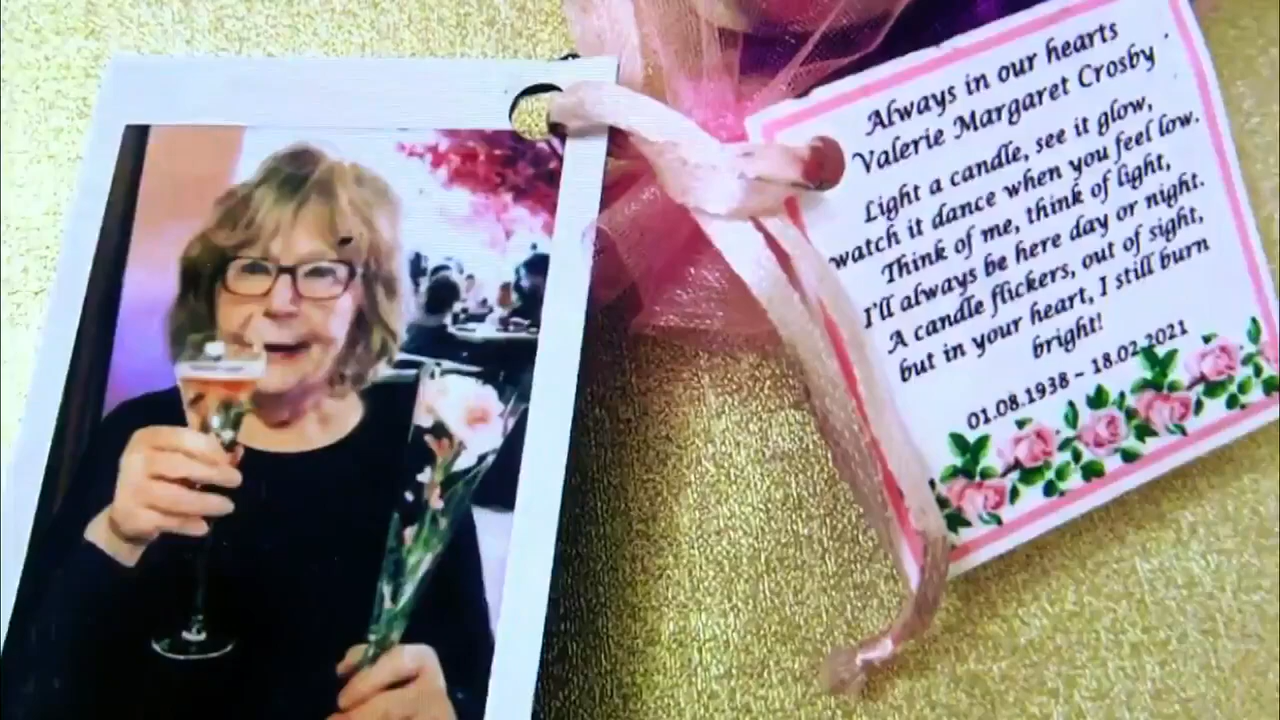 Always in our hearts
Valerie Margaret Crosby
Light a candle, see it glow,
watch it dance when you feel low.
Think of me, think of light,
I'll always be here day or night.
A candle flickers, out of sight,
but in your heart, I still burn
bright!
01.08.1938 ~ 18.02.2021